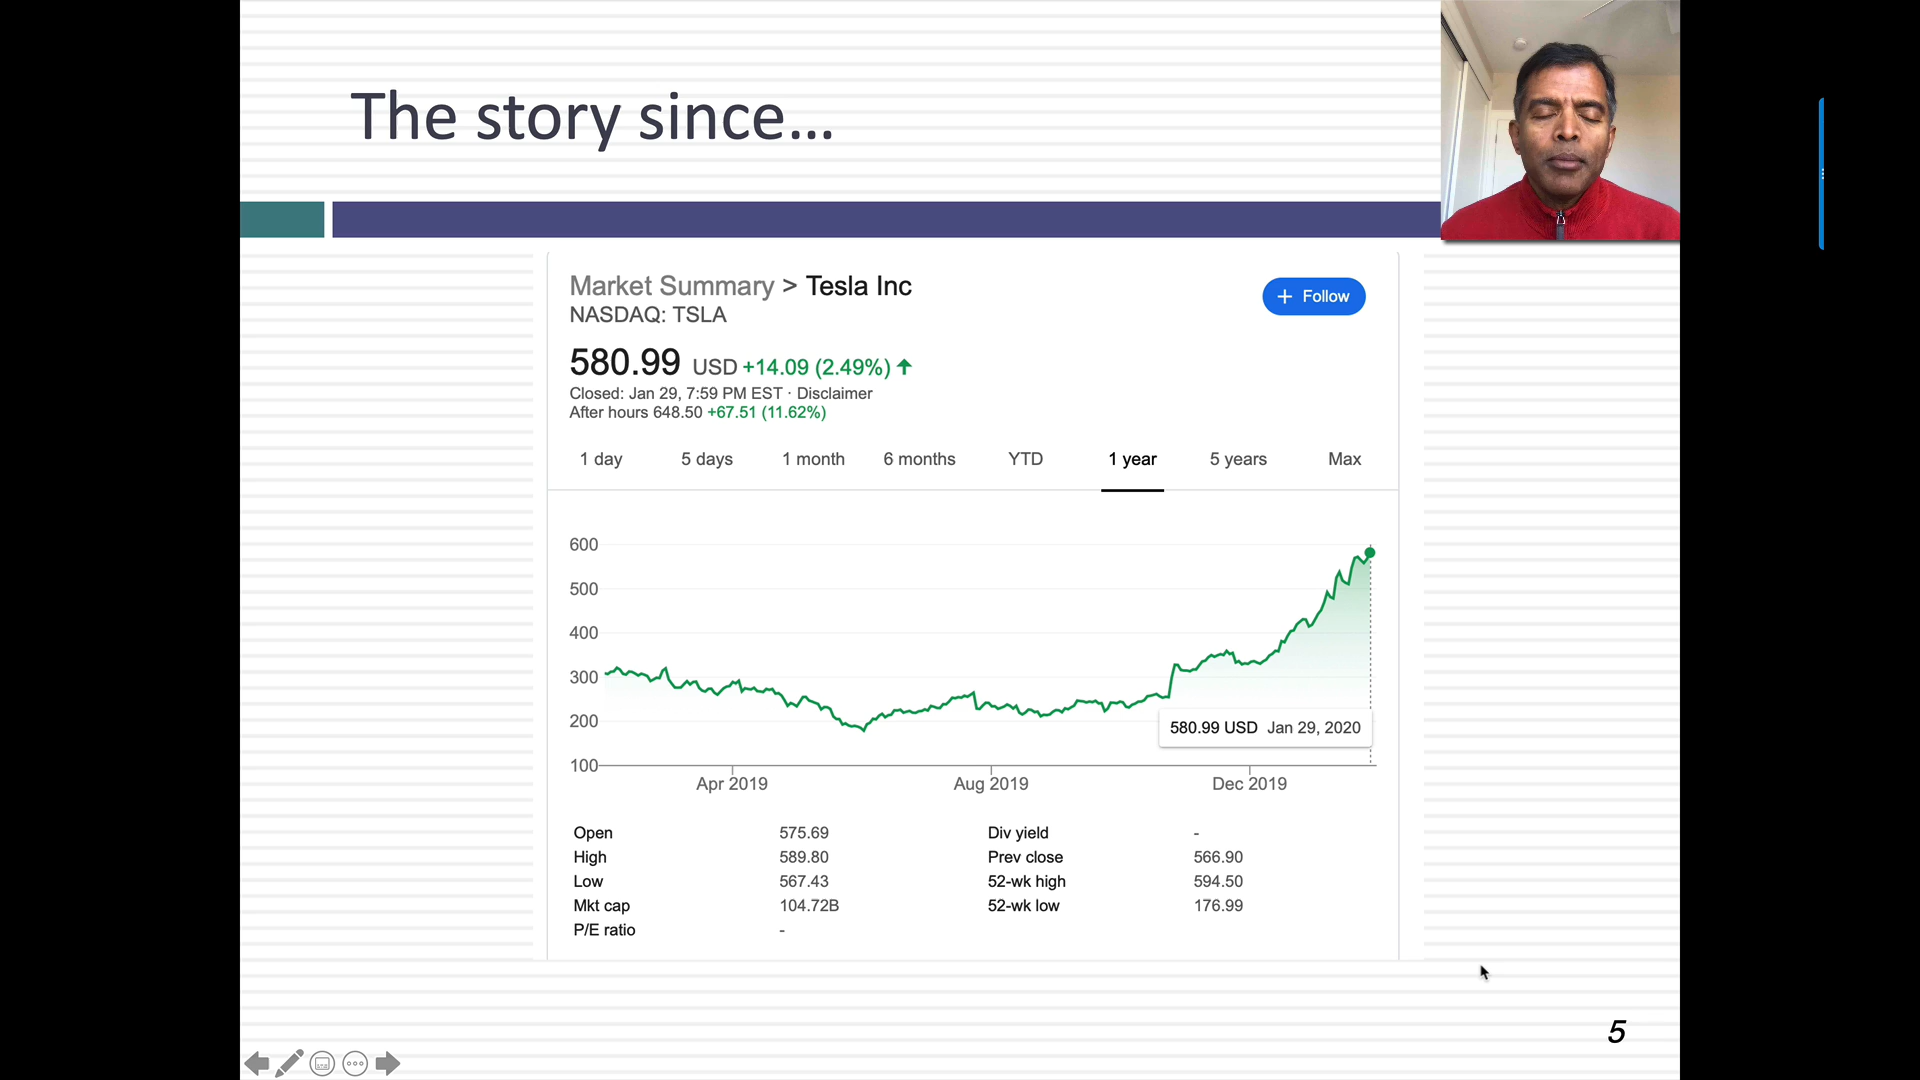 The story since...
Market Summary > Tesla Inc
NASDAQ: TSLA
+ Follow
580.99 USD +14.09 (2.49%)
Closed: Jan 29, 7:59 PM EST · Disclaimer
After hours 648.50 +67.51 (11.62%)
1 day 5 days 1 month 6 months YTD 1 year 5 years Max
600
500
400
300
200
100
580.99 USD Jan 29, 2020
Apr 2019 Aug 2019 Dec 2019
Open 575.69 Div yield -
High 589.80 Prev close 566.90
Low 567.43 52-wk high 594.50
Mkt cap 104.72B 52-wk low 176.99
P/E ratio -
5